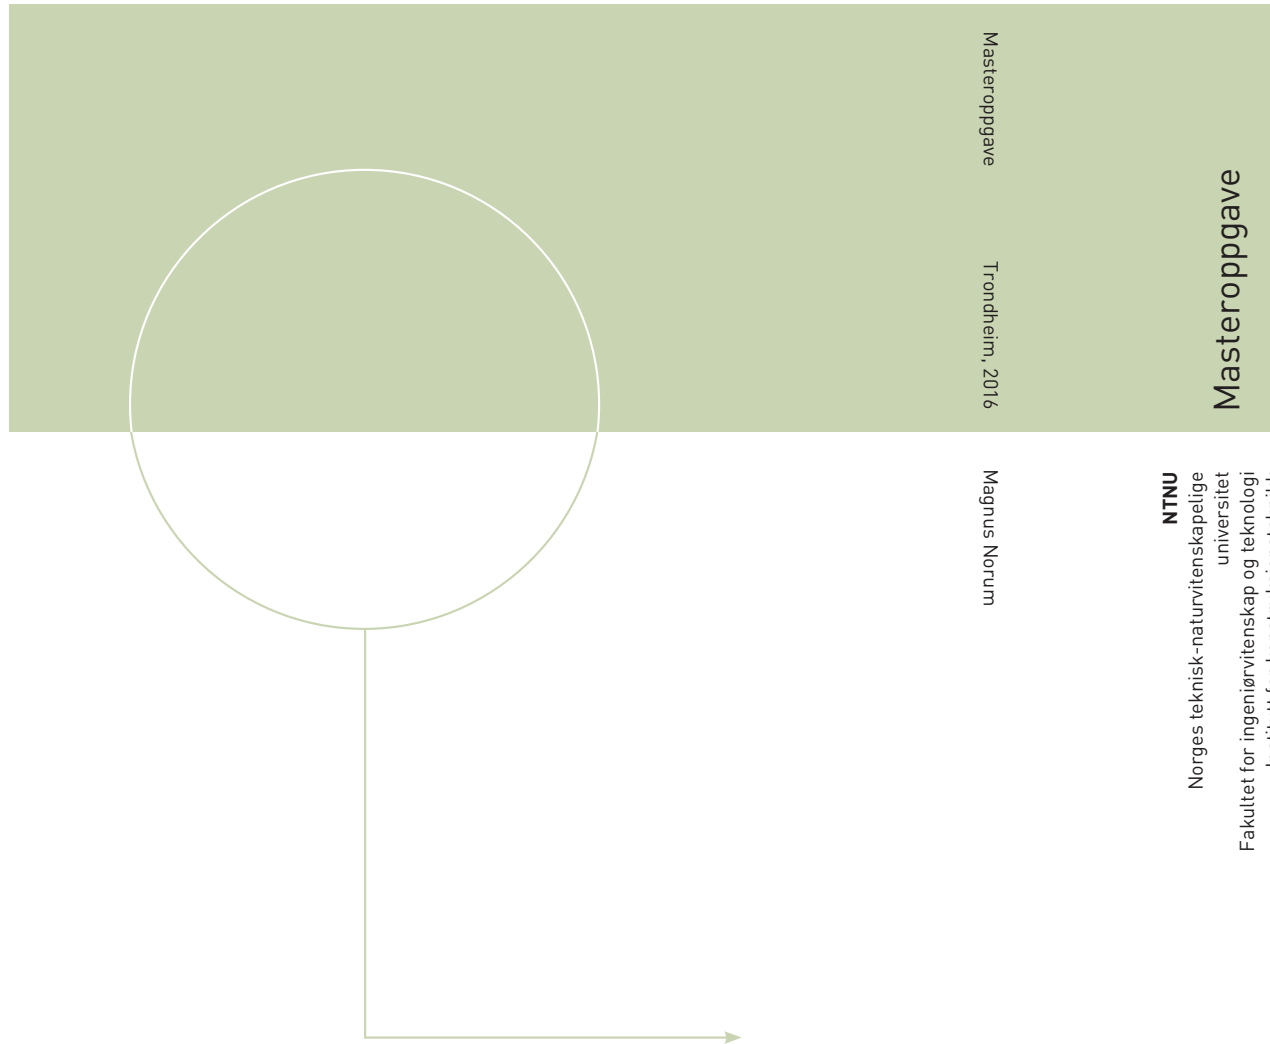 Masteroppgave
Trondheim, 2016
Magnus Norum
Masteroppgave
NTNU
Norges teknisk-naturvitenskapelige
universitet
Fakultet for ingeniørvitenskap og teknologi